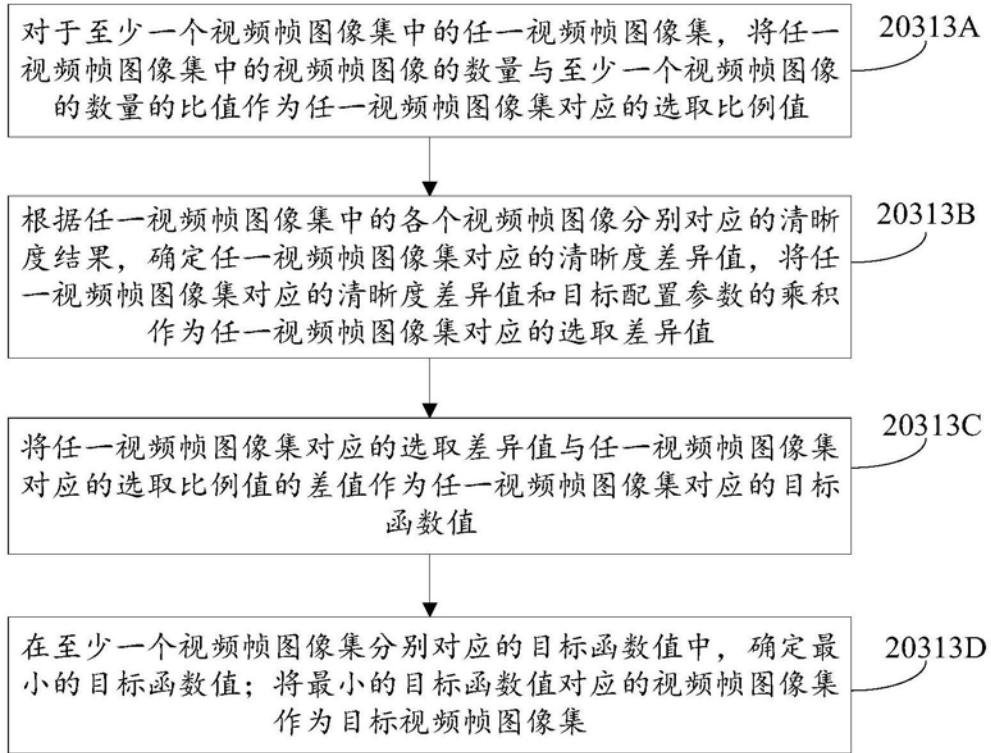 对于至少一个视频帧图像集中的任一视频帧图像集，将任一
视频帧图像集中的视频帧图像的数量与至少一个视频帧图像
的数量的比值作为任一视频帧图像集对应的选取比例值
20313A
根据任一视频帧图像集中的各个视频帧图像分别对应的清晰
度结果，确定任一视频帧图像集对应的清晰度差异值，将任
一视频帧图像集对应的清晰度差异值和目标配置参数的乘积
作为任一视频帧图像集对应的选取差异值
20313B
将任一视频帧图像集对应的选取差异值与任一视频帧图像集
对应的选取比例值的差值作为任一视频帧图像集对应的目标
函数值
20313C
在至少一个视频帧图像集分别对应的目标函数值中，确定最
小的目标函数值；将最小的目标函数值对应的视频帧图像集
作为目标视频帧图像集
20313D